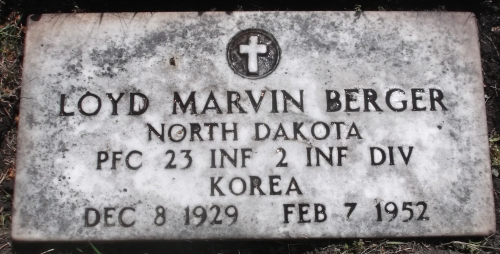 LOYD MARVIN BERGER
NORTH DAKOTA
PFC 23 INF 2 INF DIV
KOREA
DEC 8 1929 FEB 7 1952